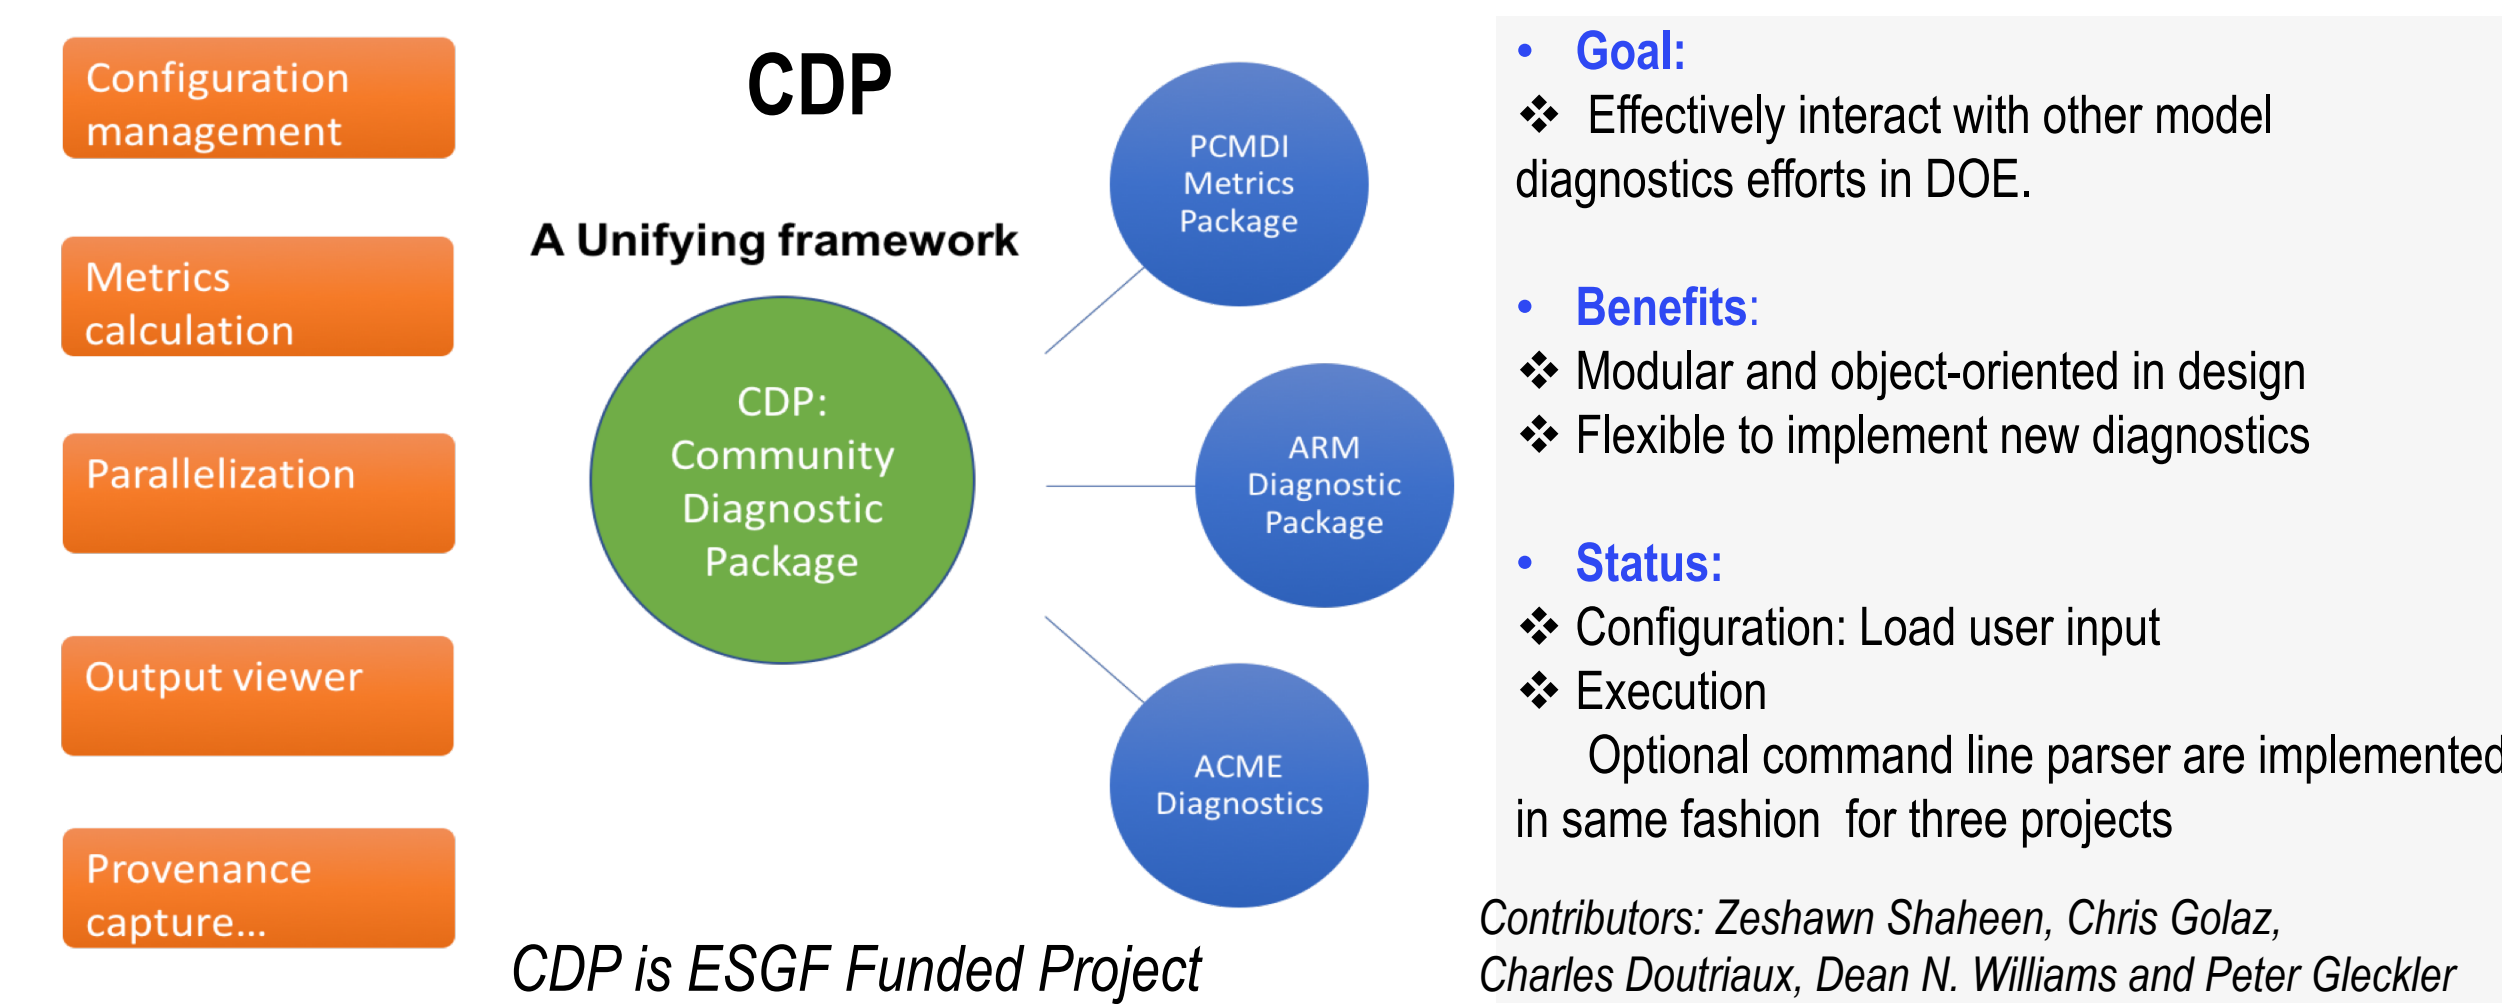 Configuration
management
Metrics
calculation
Parallelization
Output viewer
Provenance
capture...
CDP
A Unifying framework
CDP:
Community
Diagnostic
Package
PCMDI
Metrics
Package
ARM
Diagnostic
Package
ACME
Diagnostics
CDP is ESGF Funded Project
• Goal:
❖ Effectively interact with other model
diagnostics efforts in DOE.
• Benefits:
❖ Modular and object-oriented in design
❖ Flexible to implement new diagnostics
• Status:
❖ Configuration: Load user input
❖ Execution
Optional command line parser are implemented
in same fashion for three projects
Contributors: Zeshawn Shaheen, Chris Golaz,
Charles Doutriaux, Dean N. Williams and Peter Gleckler